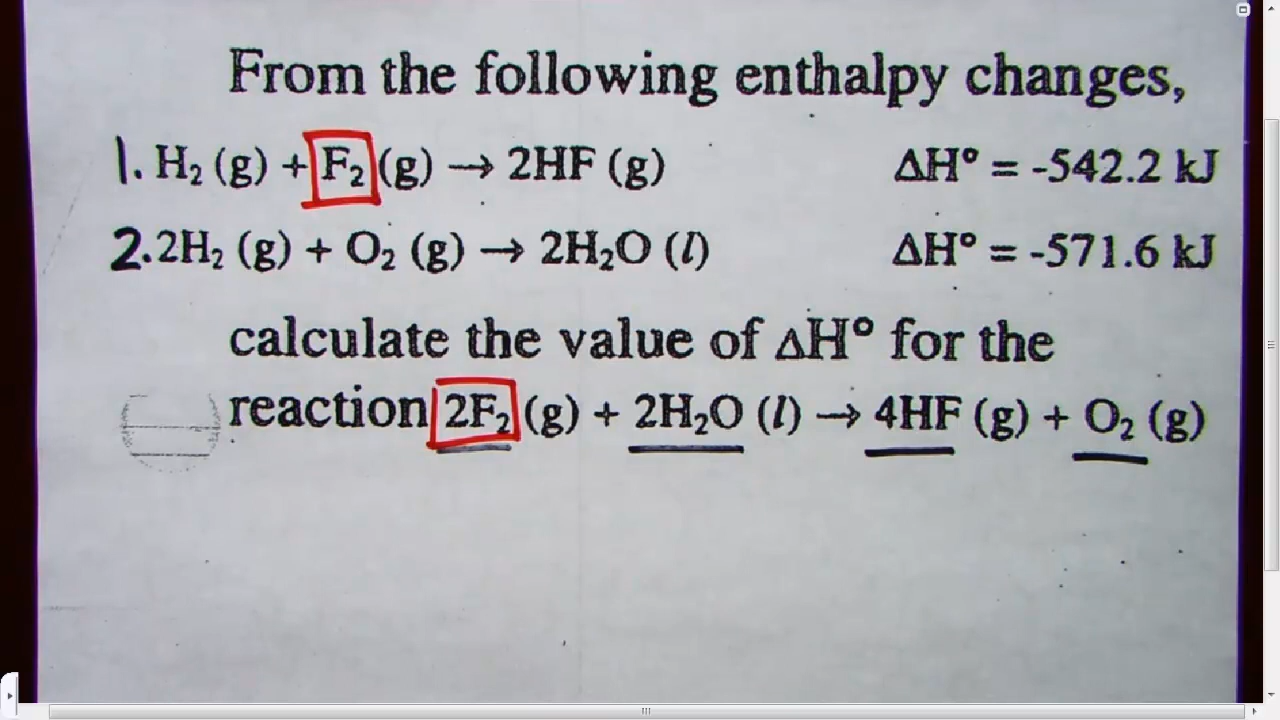 From the following enthalpy changes,
1. H₂ (g) + F₂ (g) → 2HF (g) ΔH° = -542.2 kJ
2. 2H₂ (g) + O₂ (g) → 2H₂O (l) ΔH° = -571.6 kJ
calculate the value of ΔH° for the
reaction 2F₂ (g) + 2H₂O (l) → 4HF (g) + O₂ (g)